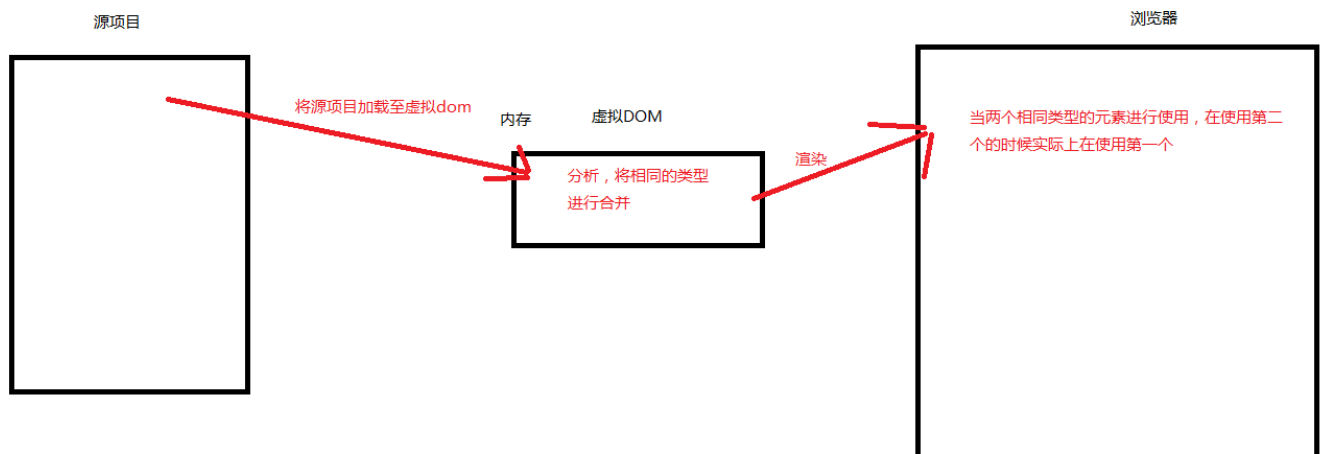 源项目
浏览器
将源项目加载至虚拟dom
内存
虚拟DOM
分析，将相同的类型
进行合并
渲染
当两个相同类型的元素进行使用，在使用第二
个的时候实际上在使用第一个